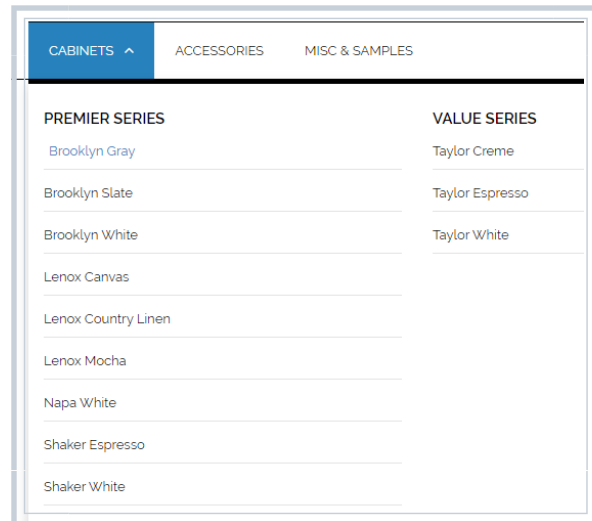 CABINETS ACCESSORIES MISC & SAMPLES
PREMIER SERIES
Brooklyn Gray
Brooklyn Slate
Brooklyn White
Lenox Canvas
Lenox Country Linen
Lenox Mocha
Napa White
Shaker Espresso
Shaker White
VALUE SERIES
Taylor Creme
Taylor Espresso
Taylor White